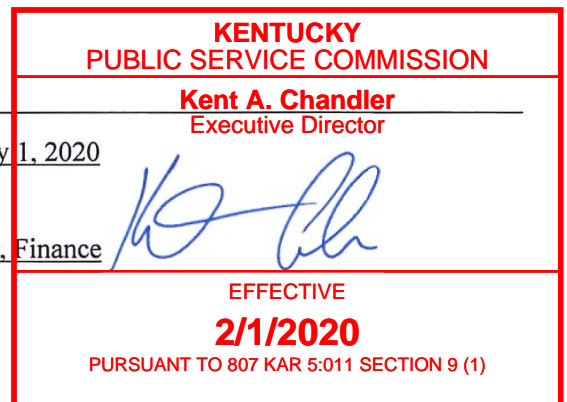 KENTUCKY
PUBLIC SERVICE COMMISSION
Kent A. Chandler
Executive Director
y 1, 2020
, Finance
EFFECTIVE
2/1/2020
PURSUANT TO 807 KAR 5:011 SECTION 9 (1)